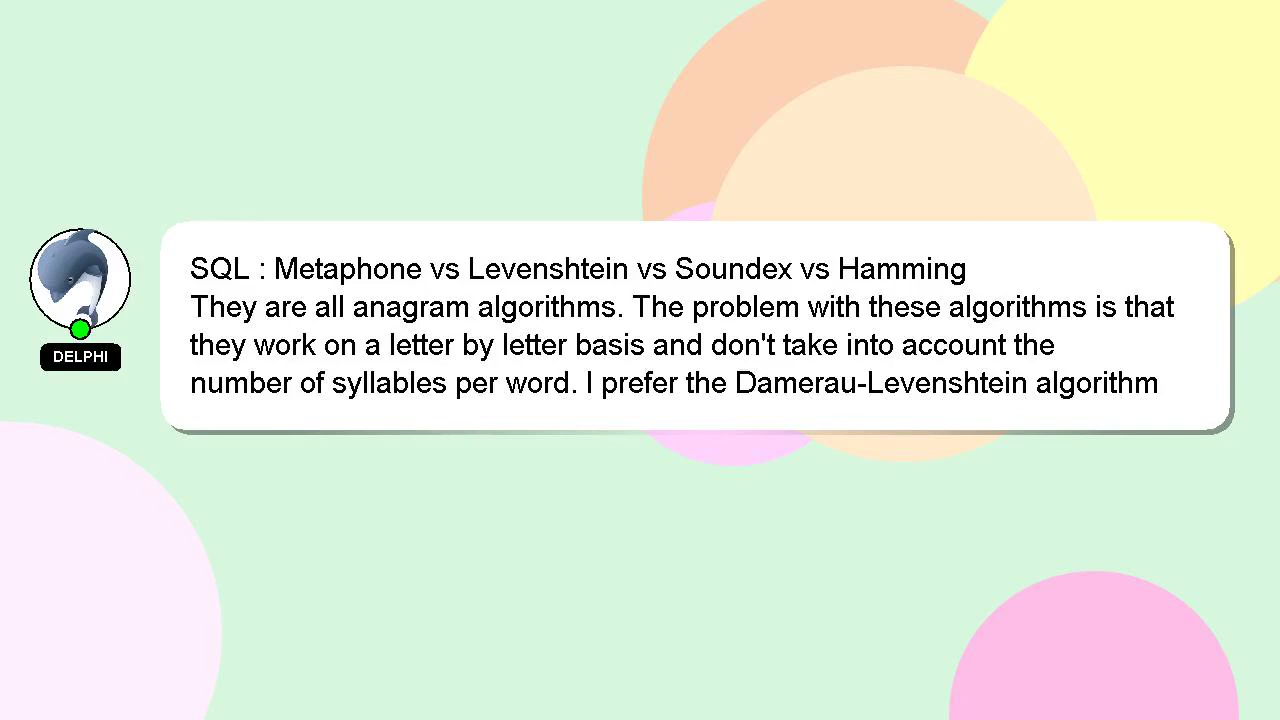 SQL : Metaphone vs Levenshtein vs Soundex vs Hamming
They are all anagram algorithms. The problem with these algorithms is that
they work on a letter by letter basis and don't take into account the
number of syllables per word. I prefer the Damerau-Levenshtein algorithm
DELPHI